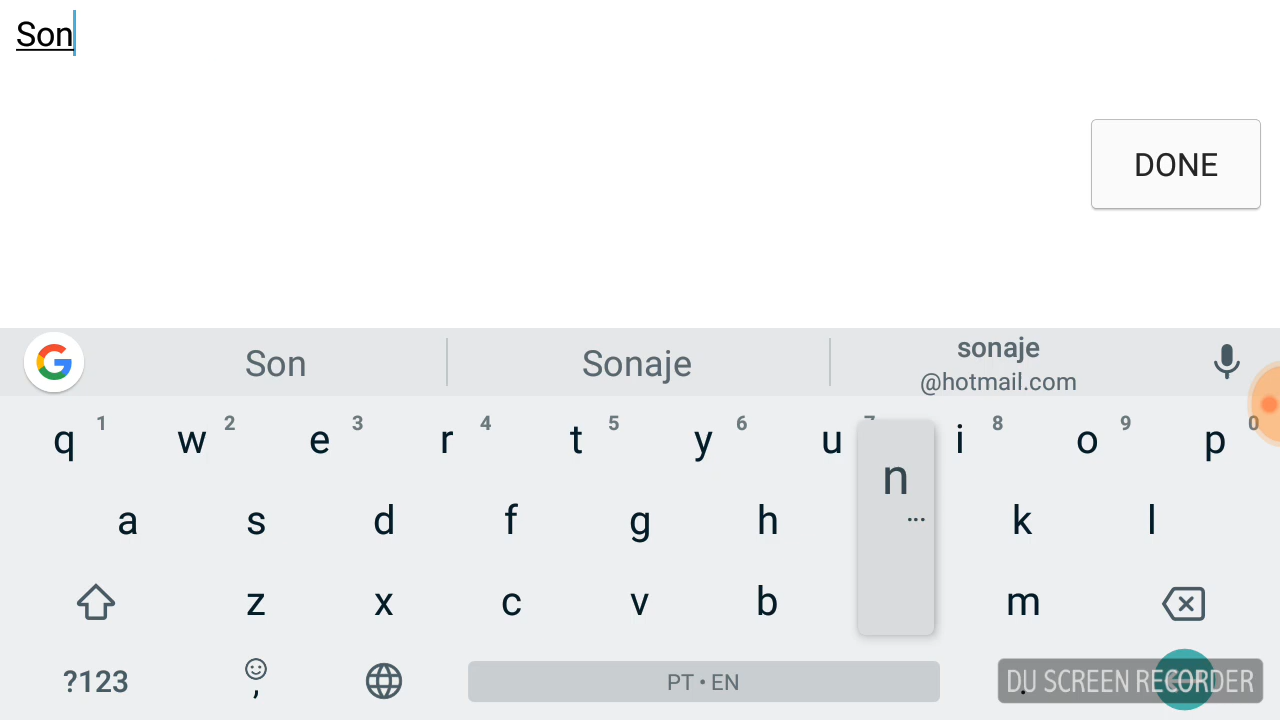 Son
DONE
Son Sonaje sonaje
@hotmail.com
q 1 w 2 e 3 r 4 t 5 y 6 u i 8 o 9 p 0
n ...
a s d f g h k l
z x c v b m
?123 , PT • EN .
DU SCREEN RECORDER